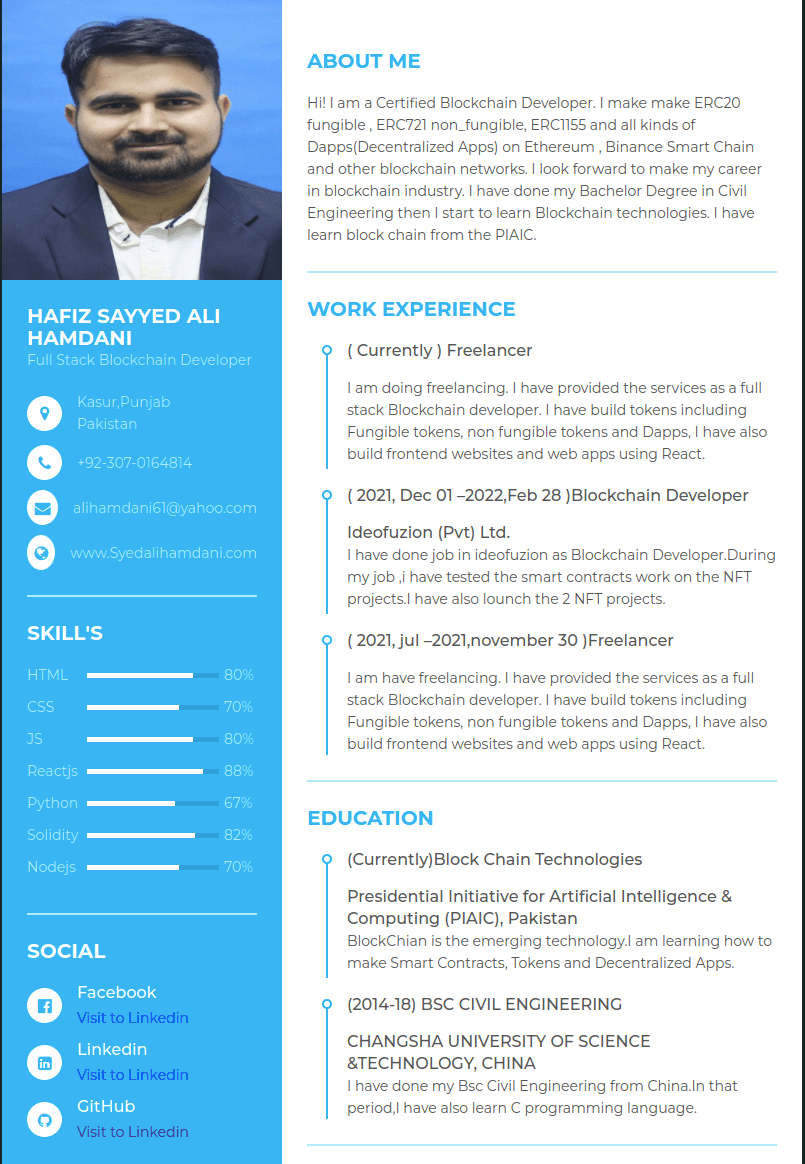 HAFIZ SAYYED ALI
HAMDANI
Full Stack Blockchain Developer
Kasur,Punjab
Pakistan
+92-307-0164814
alihamdani61@yahoo.com
www.Syedalihamdani.com
SKILL'S
HTML 80%
CSS 70%
JS 80%
Reactjs 88%
Python 67%
Solidity 82%
Nodejs 70%
SOCIAL
Facebook
Visit to Linkedin
Linkedin
Visit to Linkedin
GitHub
Visit to Linkedin
ABOUT ME
Hi! I am a Certified Blockchain Developer. I make make ERC20
fungible , ERC721 non_fungible, ERC1155 and all kinds of
Dapps(Decentralized Apps) on Ethereum , Binance Smart Chain
and other blockchain networks. I look forward to make my career
in blockchain industry. I have done my Bachelor Degree in Civil
Engineering then I start to learn Blockchain technologies. I have
learn block chain from the PIAIC.
WORK EXPERIENCE
( Currently ) Freelancer
I am doing freelancing. I have provided the services as a full
stack Blockchain developer. I have build tokens including
Fungible tokens, non fungible tokens and Dapps, I have also
build frontend websites and web apps using React.
( 2021, Dec 01 –2022,Feb 28 )Blockchain Developer
Ideofuzion (Pvt) Ltd.
I have done job in ideofuzion as Blockchain Developer.During
my job ,i have tested the smart contracts work on the NFT
projects.I have also lounch the 2 NFT projects.
( 2021, jul –2021,november 30 )Freelancer
I am have freelancing. I have provided the services as a full
stack Blockchain developer. I have build tokens including
Fungible tokens, non fungible tokens and Dapps, I have also
build frontend websites and web apps using React.
EDUCATION
(Currently)Block Chain Technologies
Presidential Initiative for Artificial Intelligence &
Computing (PIAIC), Pakistan
BlockChian is the emerging technology.I am learning how to
make Smart Contracts, Tokens and Decentralized Apps.
(2014-18) BSC CIVIL ENGINEERING
CHANGSHA UNIVERSITY OF SCIENCE
&TECHNOLOGY, CHINA
I have done my Bsc Civil Engineering from China.In that
period,I have also learn C programming language.